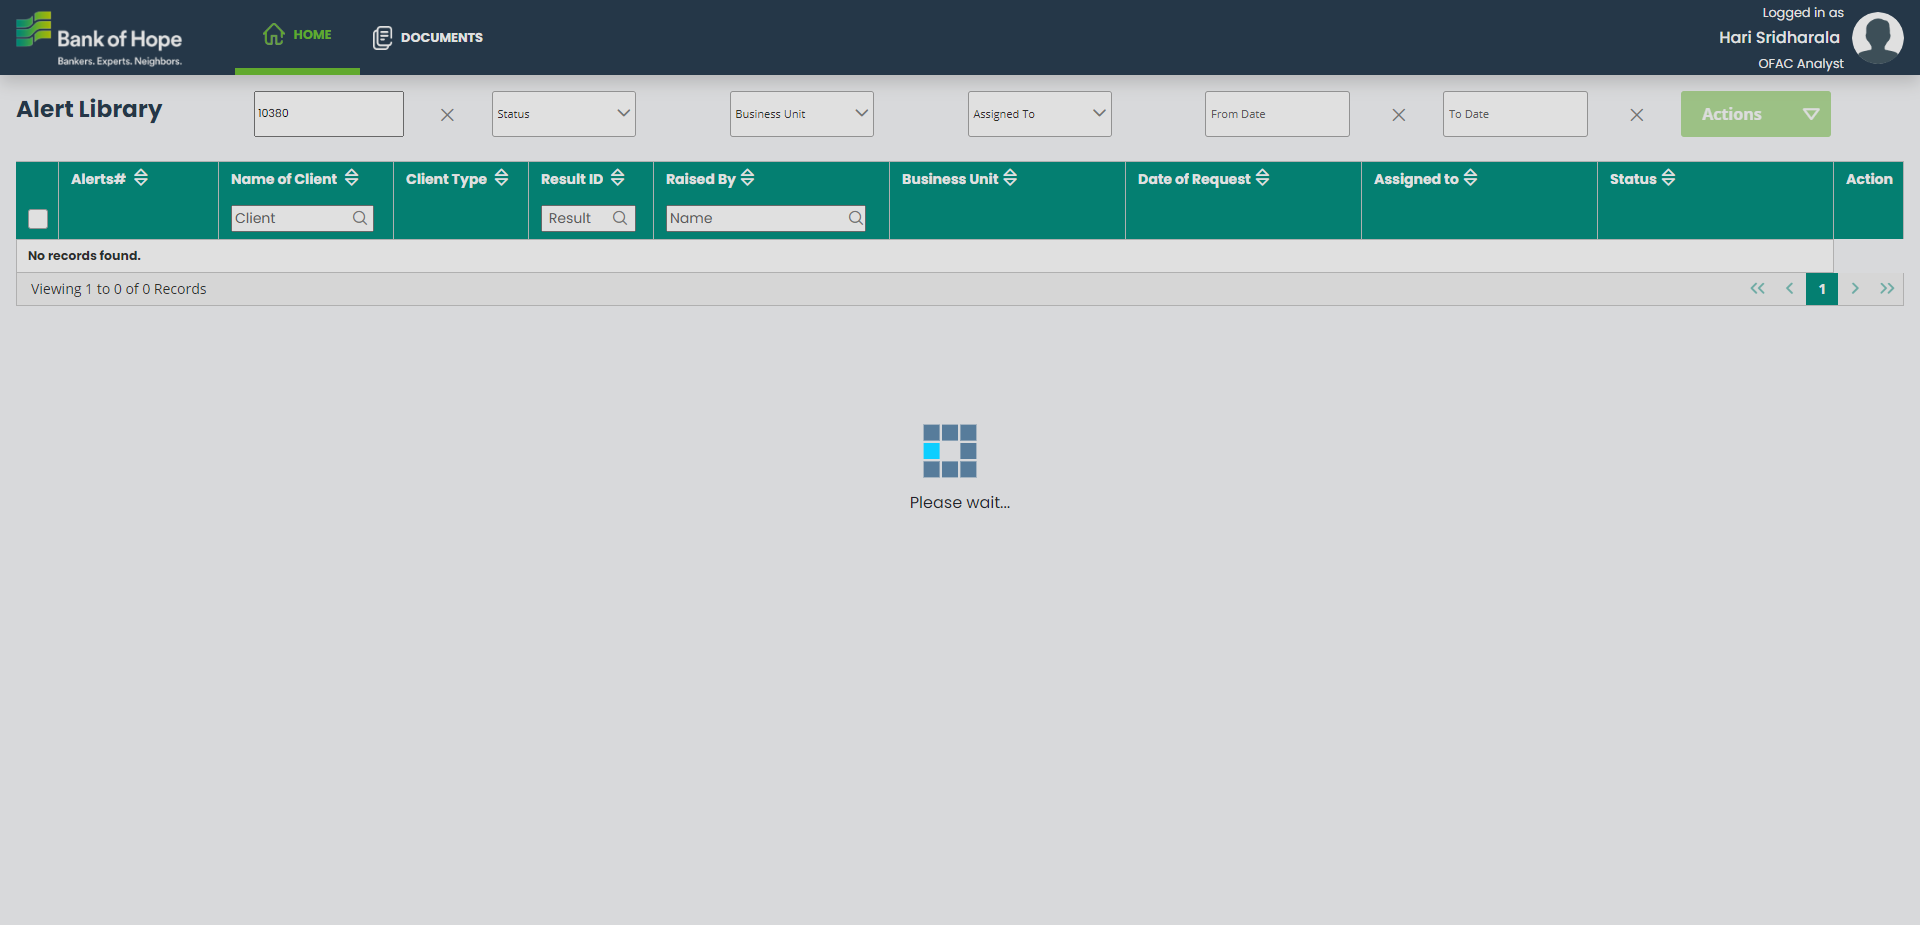 Bank of Hope
Bankers. Experts. Neighbors.
HOME
DOCUMENTS
Logged in as
Hari Sridharala
OFAC Analyst
Alert Library
10380
Status
Business Unit
Assigned To
From Date
To Date
Actions
Alerts#
Name of Client
Client Type
Result ID
Raised By
Business Unit
Date of Request
Assigned to
Status
Action
Client
Result
Name
No records found.
Viewing 1 to 0 of 0 Records
1
Please wait...